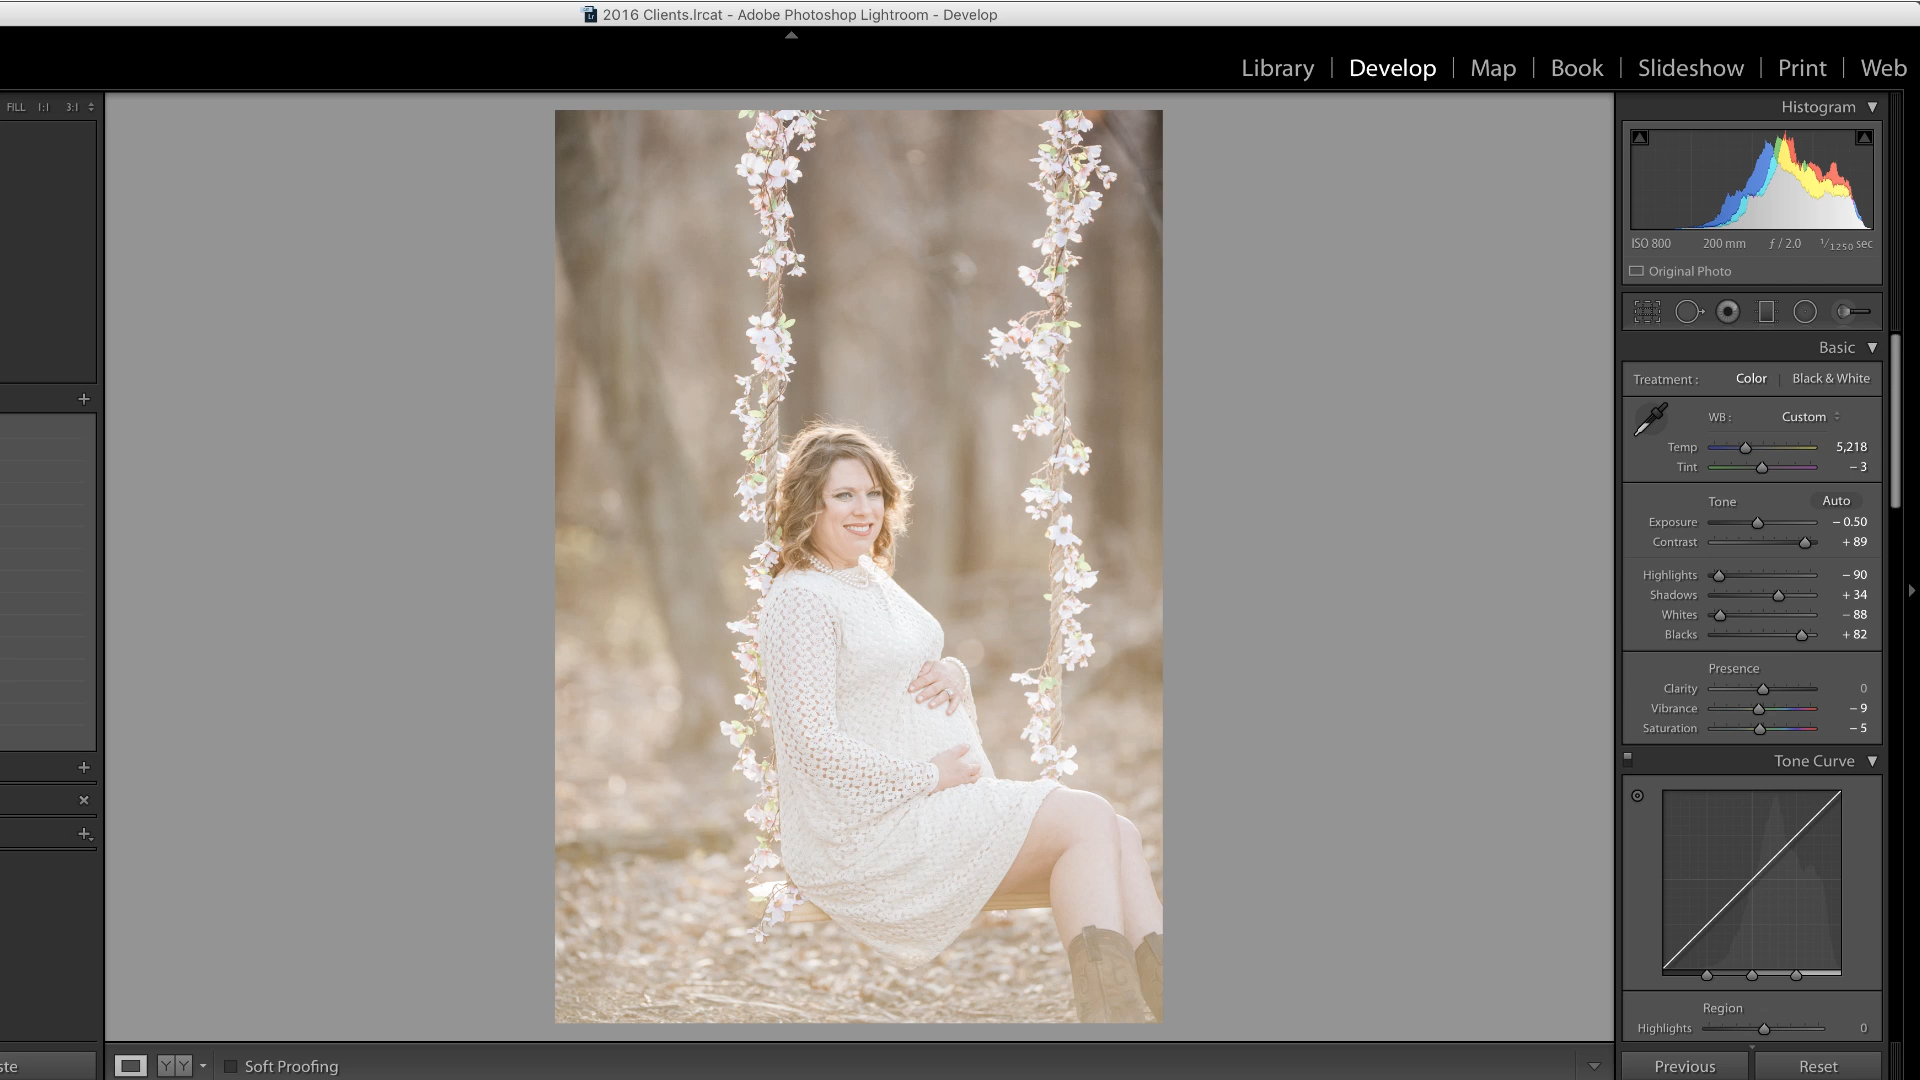 2016 Clients.lrcat - Adobe Photoshop Lightroom - Develop
Library | Develop | Map | Book | Slideshow | Print | Web
FILL 1:1 3:1
Histogram
ISO 800 200 mm ƒ / 2.0 1/1250 sec
Original Photo
Basic
Treatment : Color | Black & White
WB : Custom
Temp 5,218
Tint – 3
Tone Auto
Exposure – 0.50
Contrast + 89
Highlights – 90
Shadows + 34
Whites – 88
Blacks + 82
Presence
Clarity 0
Vibrance – 9
Saturation – 5
Tone Curve
Region
Highlights 0
ste
Y Y
Soft Proofing
Previous
Reset